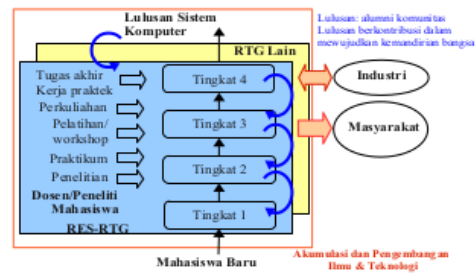 Lulusan Sistem
Komputer
Lulusan: alumni komunitas
Lulusan berkontribusi dalam
mewujudkan kemandirian bangsa
RTG Lain
Tugas akhir
Kerja praktek
Perkuliahan
Pelatihan/
workshop
Praktikum
Penelitian
Dosen/Peneliti
Mahasiswa
RES-RTG
Tingkat 4
Tingkat 3
Tingkat 2
Tingkat 1
Industri
Masyarakat
Mahasiswa Baru
Akumulasi dan Pengembangan
Ilmu & Teknologi